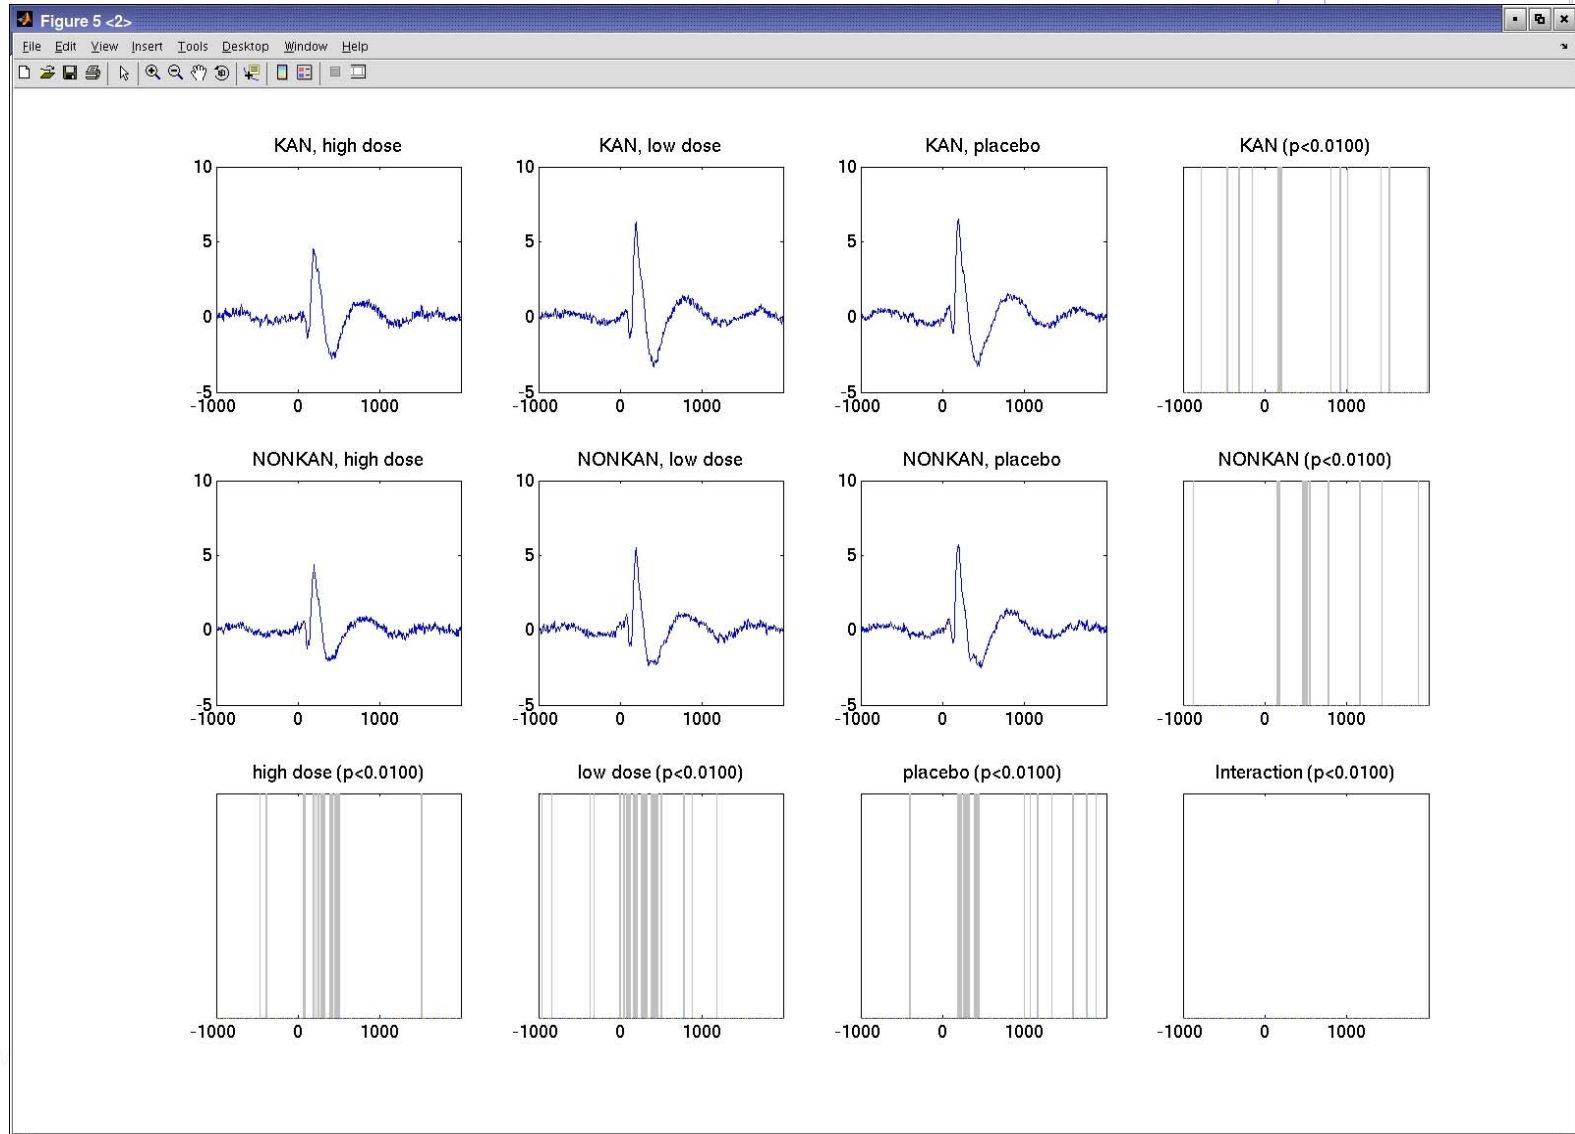 Figure 5 <2>
File Edit View Insert Tools Desktop Window Help
KAN, high dose
10
5
0
-5
-1000 0 1000
KAN, low dose
10
5
0
-5
-1000 0 1000
KAN, placebo
10
5
0
-5
-1000 0 1000
KAN (p<0.0100)
-1000 0 1000
NONKAN, high dose
10
5
0
-5
-1000 0 1000
NONKAN, low dose
10
5
0
-5
-1000 0 1000
NONKAN, placebo
10
5
0
-5
-1000 0 1000
NONKAN (p<0.0100)
-1000 0 1000
high dose (p<0.0100)
-1000 0 1000
low dose (p<0.0100)
-1000 0 1000
placebo (p<0.0100)
-1000 0 1000
Interaction (p<0.0100)
-1000 0 1000